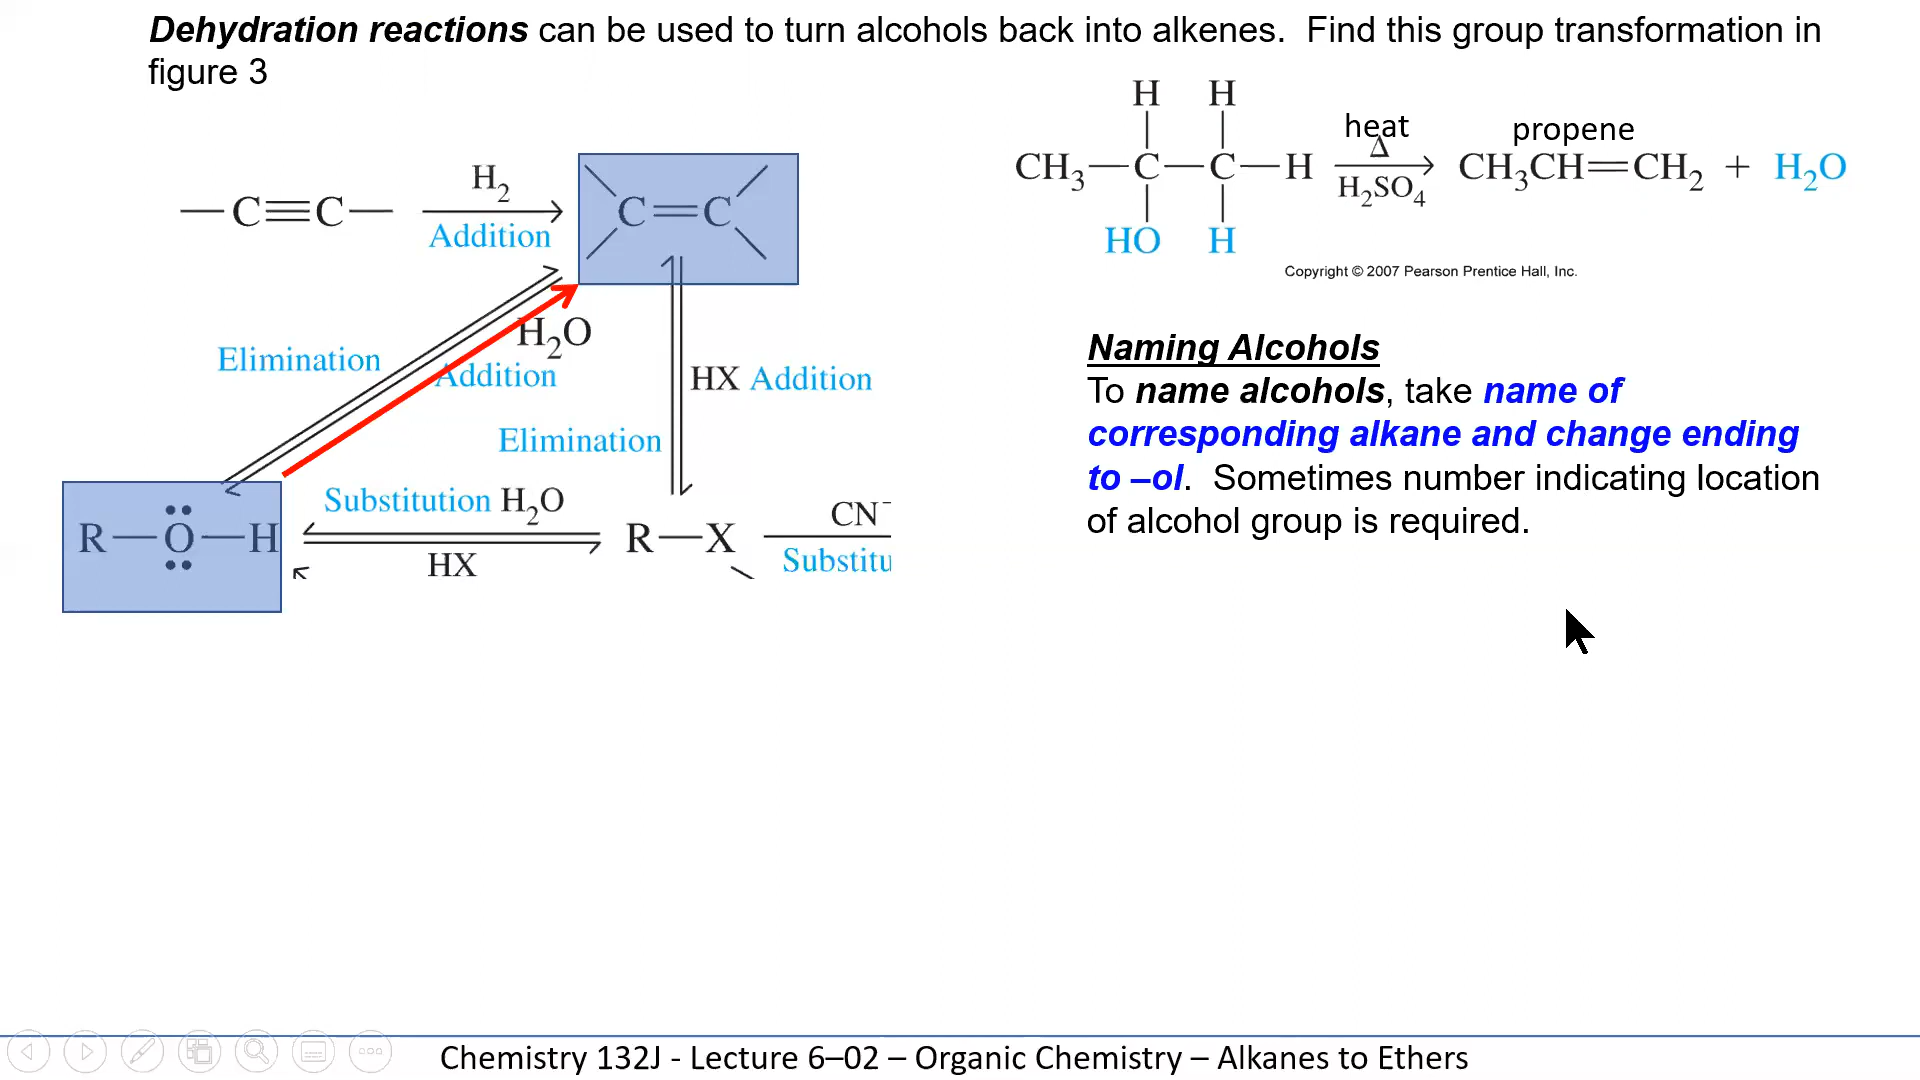 Dehydration reactions can be used to turn alcohols back into alkenes. Find this group transformation in
figure 3
—C≡C—
H₂
Addition
C=C
Elimination
H₂O
Addition
HX Addition
Elimination
R—O—H
Substitution H₂O
HX
R—X
CN⁻
Substitu
H H
CH₃—C—C—H
HO H
heat
Δ
H₂SO₄
propene
CH₃CH=CH₂ + H₂O
Copyright © 2007 Pearson Prentice Hall, Inc.
Naming Alcohols
To name alcohols, take name of
corresponding alkane and change ending
to –ol. Sometimes number indicating location
of alcohol group is required.
Chemistry 132J - Lecture 6–02 – Organic Chemistry – Alkanes to Ethers